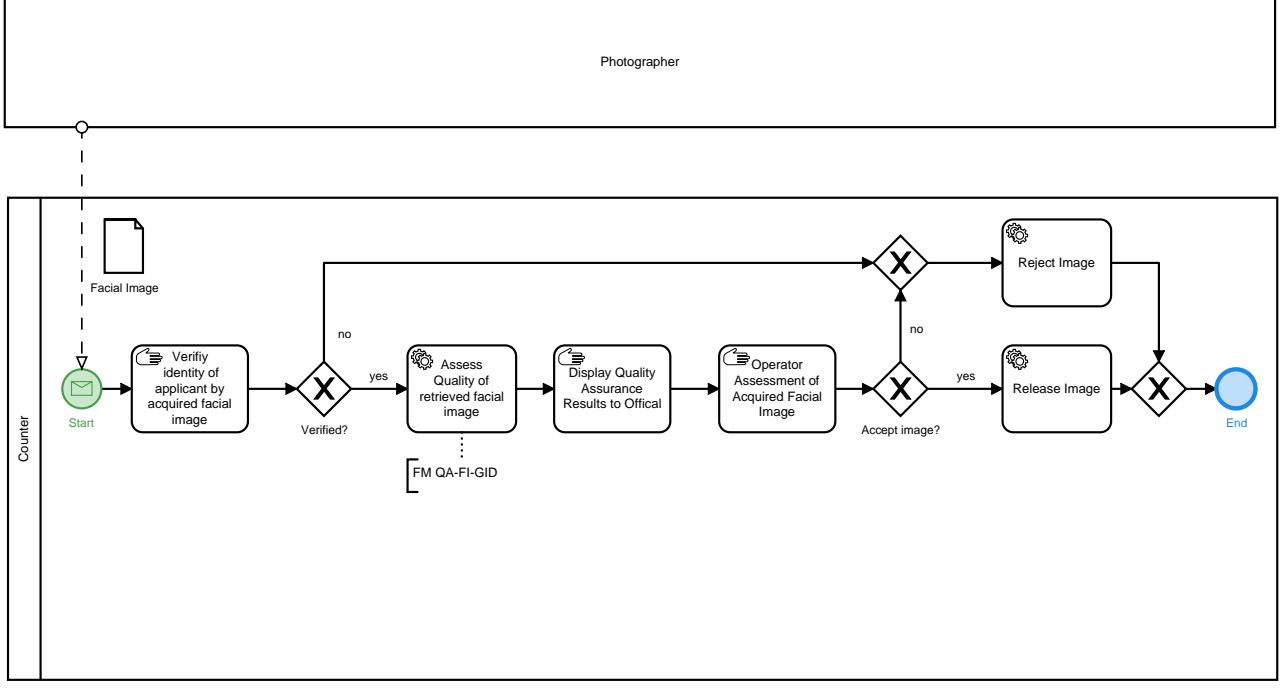 Photographer
Facial Image
Counter
Start
Verifiy
identity of
applicant by
acquired facial
image
no
yes
Verified?
Assess
Quality of
retrieved facial
image
FM QA-FI-GID
Display Quality
Assurance
Results to Offical
Operator
Assessment of
Acquired Facial
Image
no
yes
Accept image?
Reject Image
Release Image
End